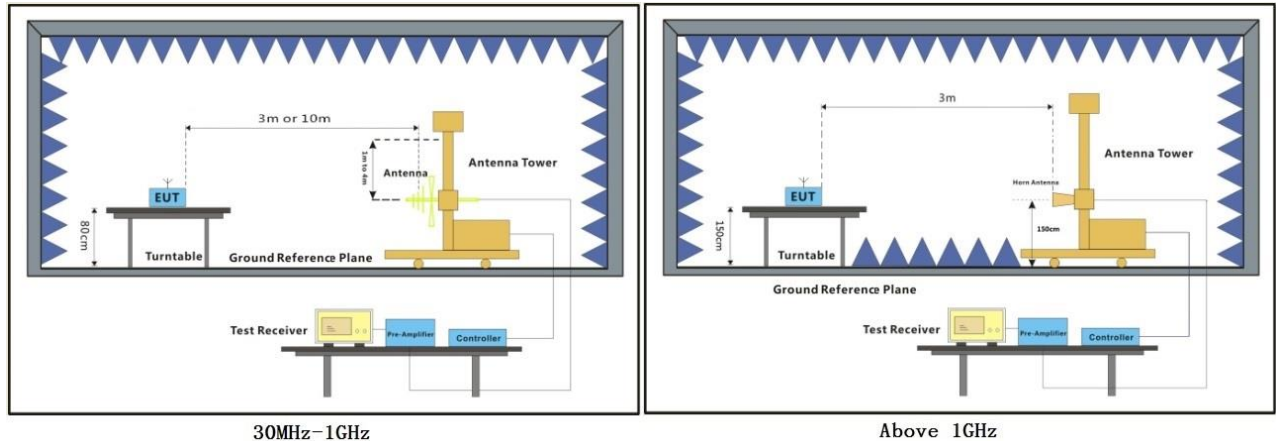 3m or 10m
1m to 4m
Antenna
Antenna Tower
EUT
80cm
Turntable
Ground Reference Plane
Test Receiver
Pre-Amplifier
Controller
30MHz-1GHz
3m
Antenna Tower
Horn Antenna
EUT
150cm
150cm
Turntable
Ground Reference Plane
Test Receiver
Pre-Amplifier
Controller
Above 1GHz